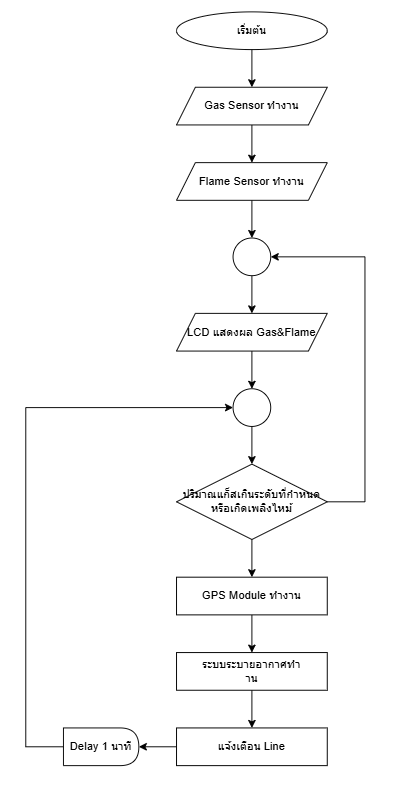 เริ่มต้น
Gas Sensor ทำงาน
Flame Sensor ทำงาน
LCD แสดงผล Gas&Flame
ปริมาณแก็สเกินระดับที่กำหนด
หรือเกิดเพลิงไหม้
GPS Module ทำงาน
ระบบระบายอากาศทำ
าน
แจ้งเตือน Line
Delay 1 นาที